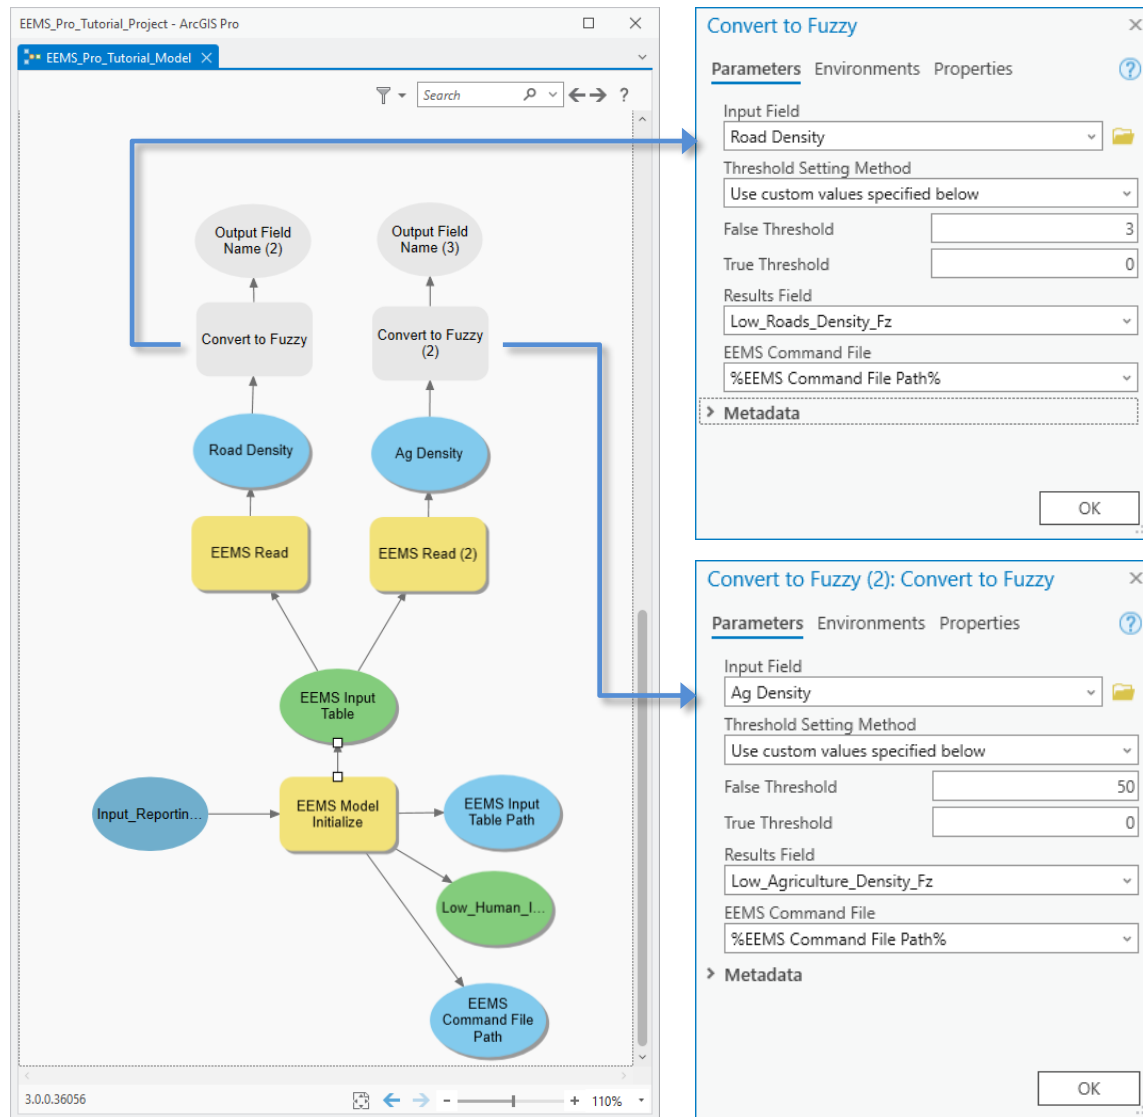 EEMS_Pro_Tutorial_Project - ArcGIS Pro
EEMS_Pro_Tutorial_Model
Search
?
Output Field
Name (2)
Output Field
Name (3)
Convert to Fuzzy
Convert to Fuzzy
(2)
Road Density
Ag Density
EEMS Read
EEMS Read (2)
EEMS Input
Table
Input_Reportin...
EEMS Model
Initialize
EEMS Input
Table Path
Low_Human_I...
EEMS
Command File
Path
3.0.0.36056
110%
Convert to Fuzzy
Parameters Environments Properties
?
Input Field
Road Density
Threshold Setting Method
Use custom values specified below
False Threshold 3
True Threshold 0
Results Field
Low_Roads_Density_Fz
EEMS Command File
%EEMS Command File Path%
Metadata
OK
Convert to Fuzzy (2): Convert to Fuzzy
Parameters Environments Properties
?
Input Field
Ag Density
Threshold Setting Method
Use custom values specified below
False Threshold 50
True Threshold 0
Results Field
Low_Agriculture_Density_Fz
EEMS Command File
%EEMS Command File Path%
Metadata
OK